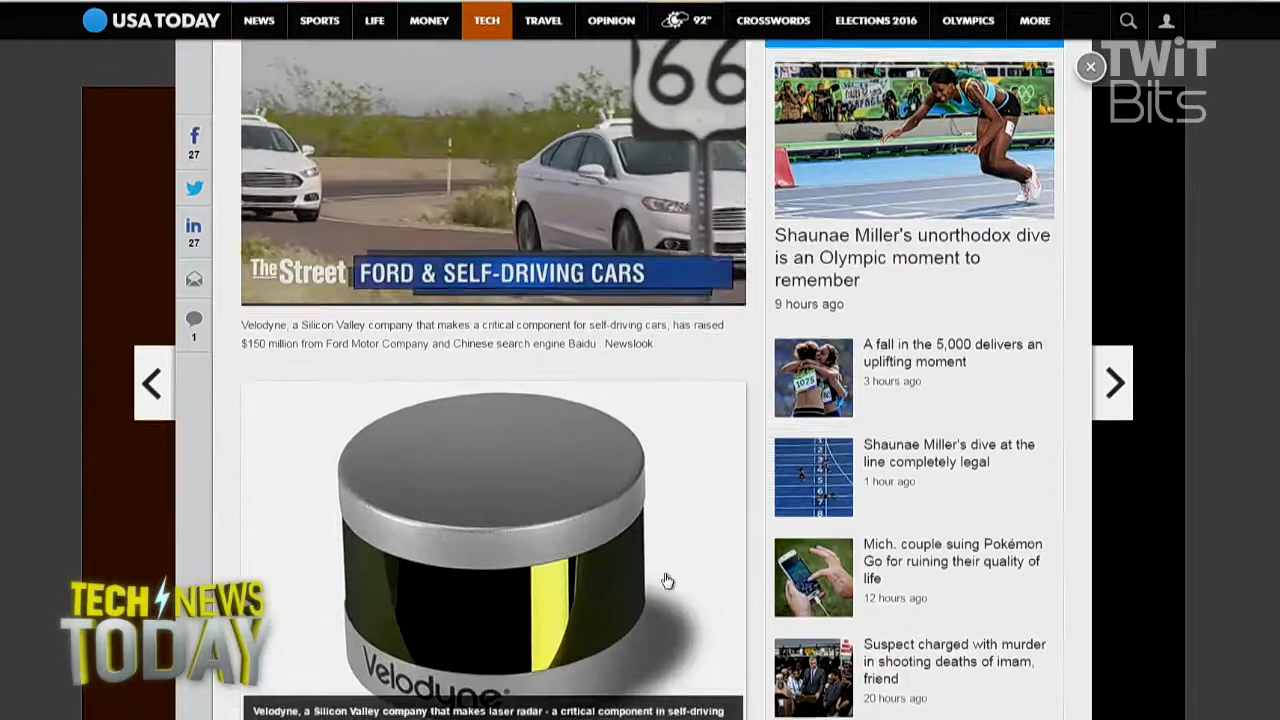 USA TODAY
NEWS
SPORTS
LIFE
MONEY
TECH
TRAVEL
OPINION
92°
CROSSWORDS
ELECTIONS 2016
OLYMPICS
MORE
TWiT
Bits
27
27
1
66
TheStreet
FORD & SELF-DRIVING CARS
Velodyne, a Silicon Valley company that makes a critical component for self-driving cars, has raised
$150 million from Ford Motor Company and Chinese search engine Baidu . Newslook
Velodyne®
Velodyne, a Silicon Valley company that makes laser radar - a critical component in self-driving
Shaunae Miller's unorthodox dive
is an Olympic moment to
remember
9 hours ago
A fall in the 5,000 delivers an
uplifting moment
3 hours ago
1075
Shaunae Miller's dive at the
line completely legal
1 hour ago
Mich. couple suing Pokémon
Go for ruining their quality of
life
12 hours ago
Suspect charged with murder
in shooting deaths of imam,
friend
20 hours ago
TECH NEWS
TODAY